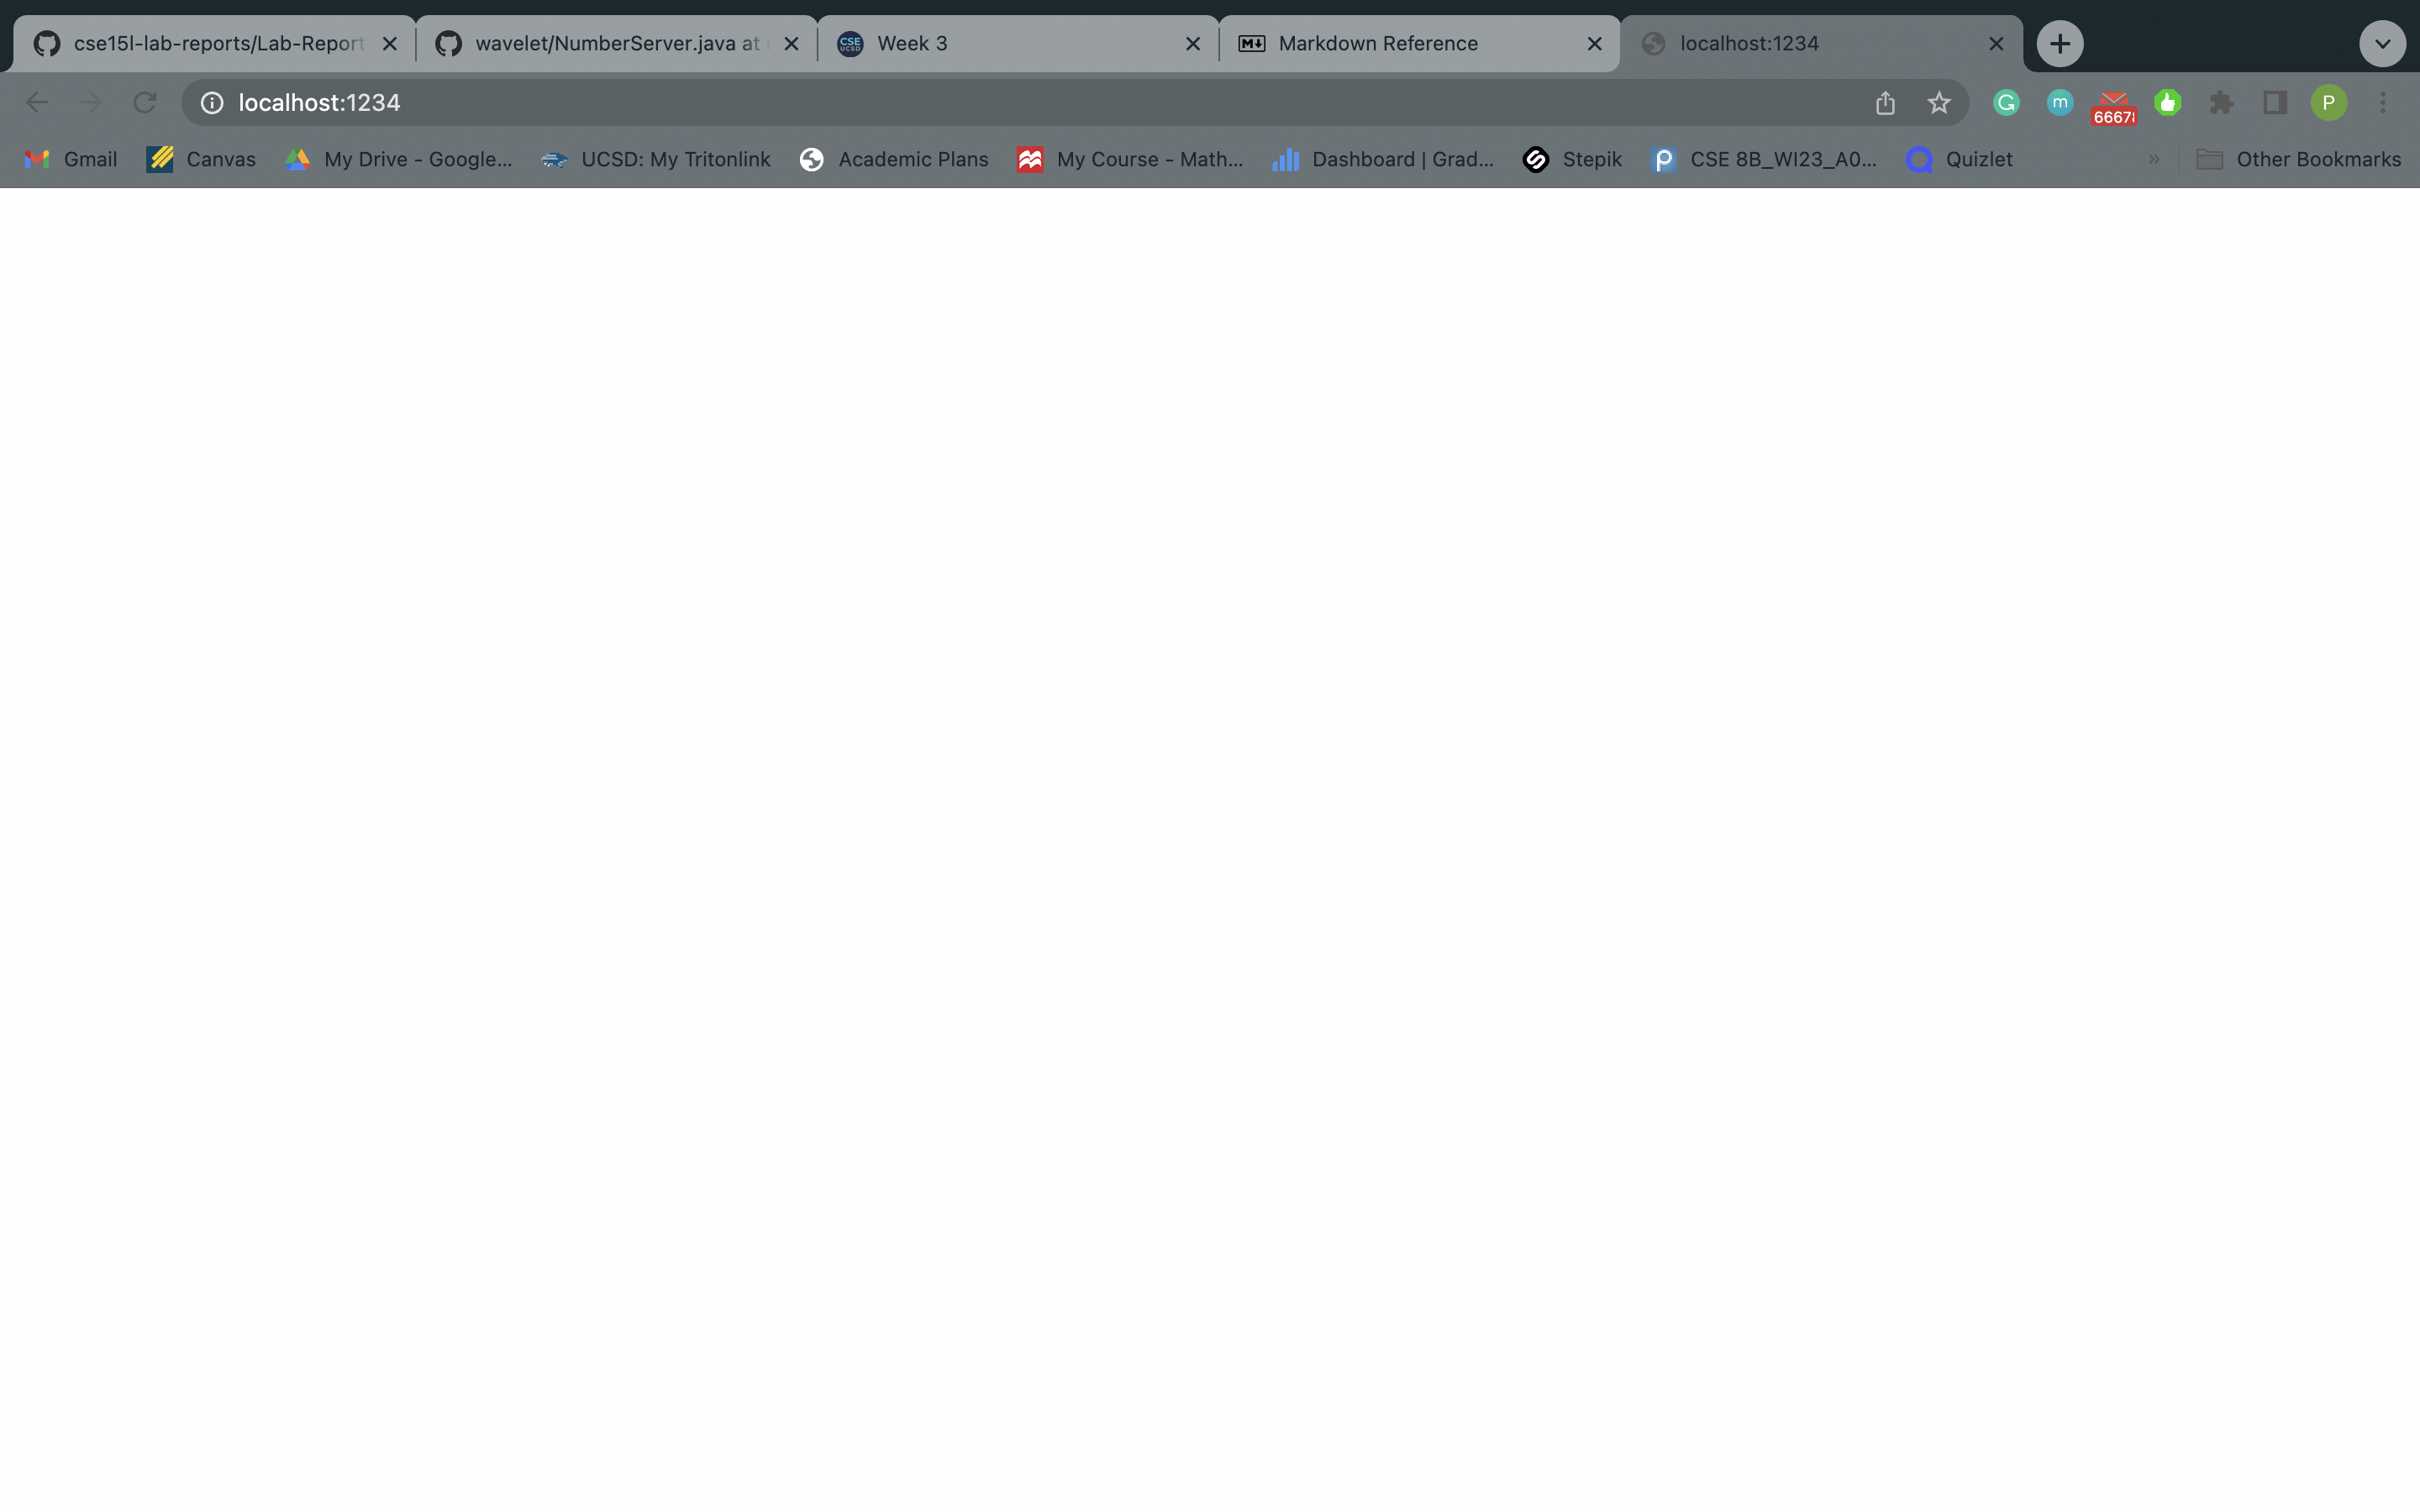 cse15l-lab-reports/Lab-Report wavelet/NumberServer.java at Week 3 Markdown Reference localhost:1234
localhost:1234 G m 6667 P
Gmail Canvas My Drive - Google... UCSD: My Tritonlink Academic Plans My Course - Math... Dashboard | Grad... Stepik CSE 8B_WI23_A0... Quizlet » Other Bookmarks